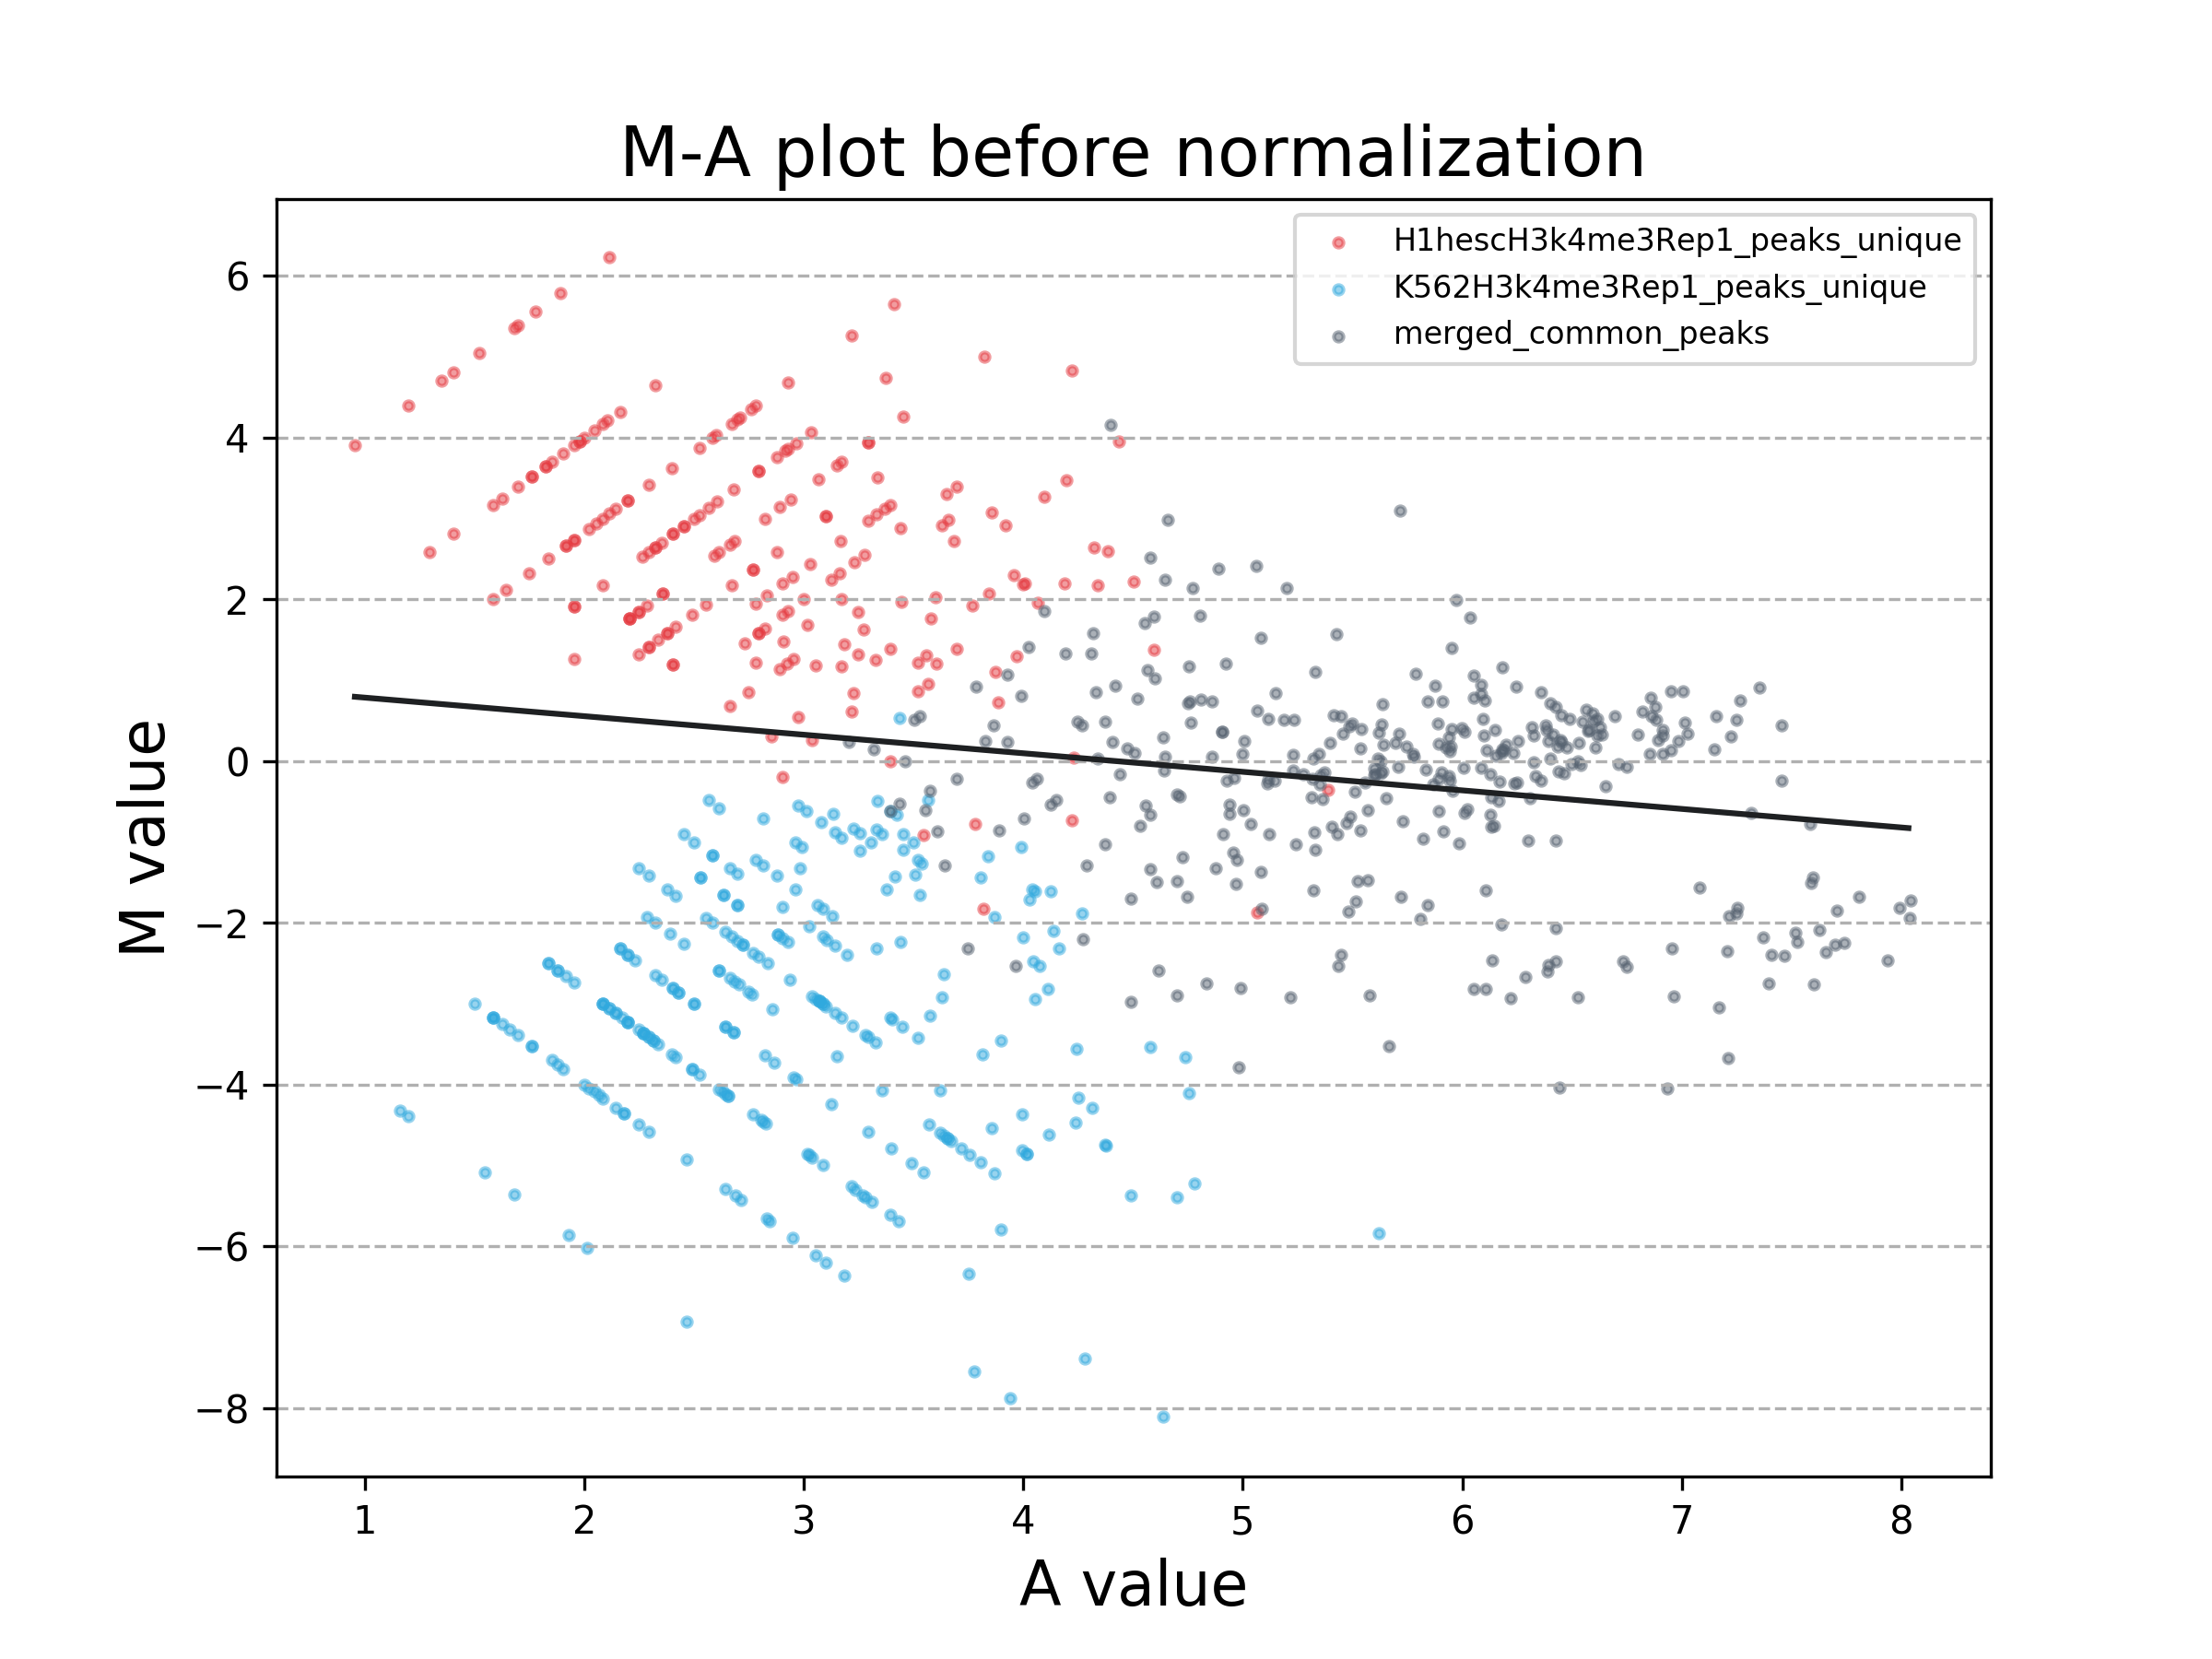 M-A plot before normalization
H1hescH3k4me3Rep1_peaks_unique
K562H3k4me3Rep1_peaks_unique
merged_common_peaks
M value
6
4
2
0
−2
−4
−6
−8
1 2 3 4 5 6 7 8
A value